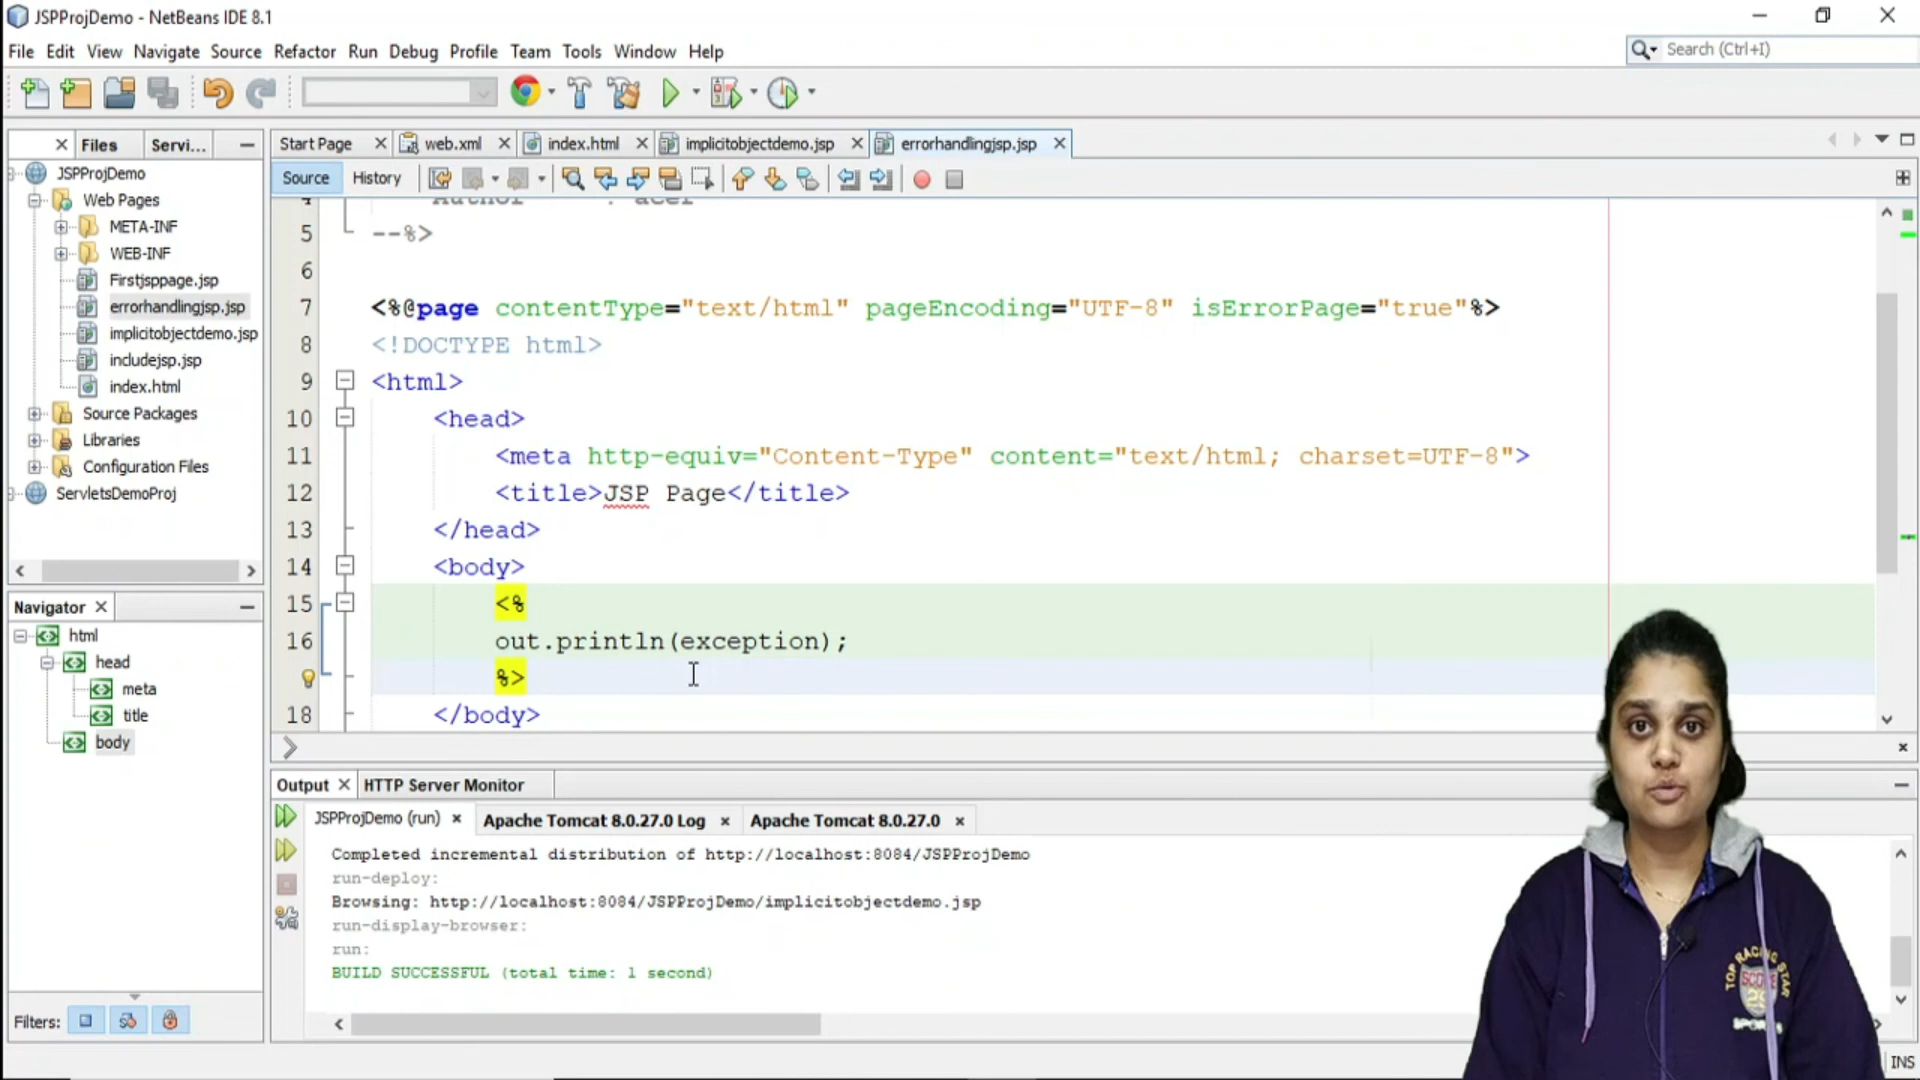 JSPProjDemo - NetBeans IDE 8.1
File Edit View Navigate Source Refactor Run Debug Profile Team Tools Window Help
Search (Ctrl+I)
Files Servi...
Start Page web.xml index.html implicitobjectdemo.jsp errorhandlingjsp.jsp
Source History
JSPProjDemo
Web Pages
META-INF
WEB-INF
Firstjsppage.jsp
errorhandlingjsp.jsp
implicitobjectdemo.jsp
includejsp.jsp
index.html
Source Packages
Libraries
Configuration Files
ServletsDemoProj
Navigator
html
head
meta
title
body
Filters:
4 Author : acer
5 --%>
6
7 <%@page contentType="text/html" pageEncoding="UTF-8" isErrorPage="true"%>
8 <!DOCTYPE html>
9 <html>
10 <head>
11 <meta http-equiv="Content-Type" content="text/html; charset=UTF-8">
12 <title>JSP Page</title>
13 </head>
14 <body>
15 <%
16 out.println(exception);
%>
18 </body>
Output HTTP Server Monitor
JSPProjDemo (run) Apache Tomcat 8.0.27.0 Log Apache Tomcat 8.0.27.0
Completed incremental distribution of http://localhost:8084/JSPProjDemo
run-deploy:
Browsing: http://localhost:8084/JSPProjDemo/implicitobjectdemo.jsp
run-display-browser:
run:
BUILD SUCCESSFUL (total time: 1 second)
TOP RACING STAR
SCORE
INS